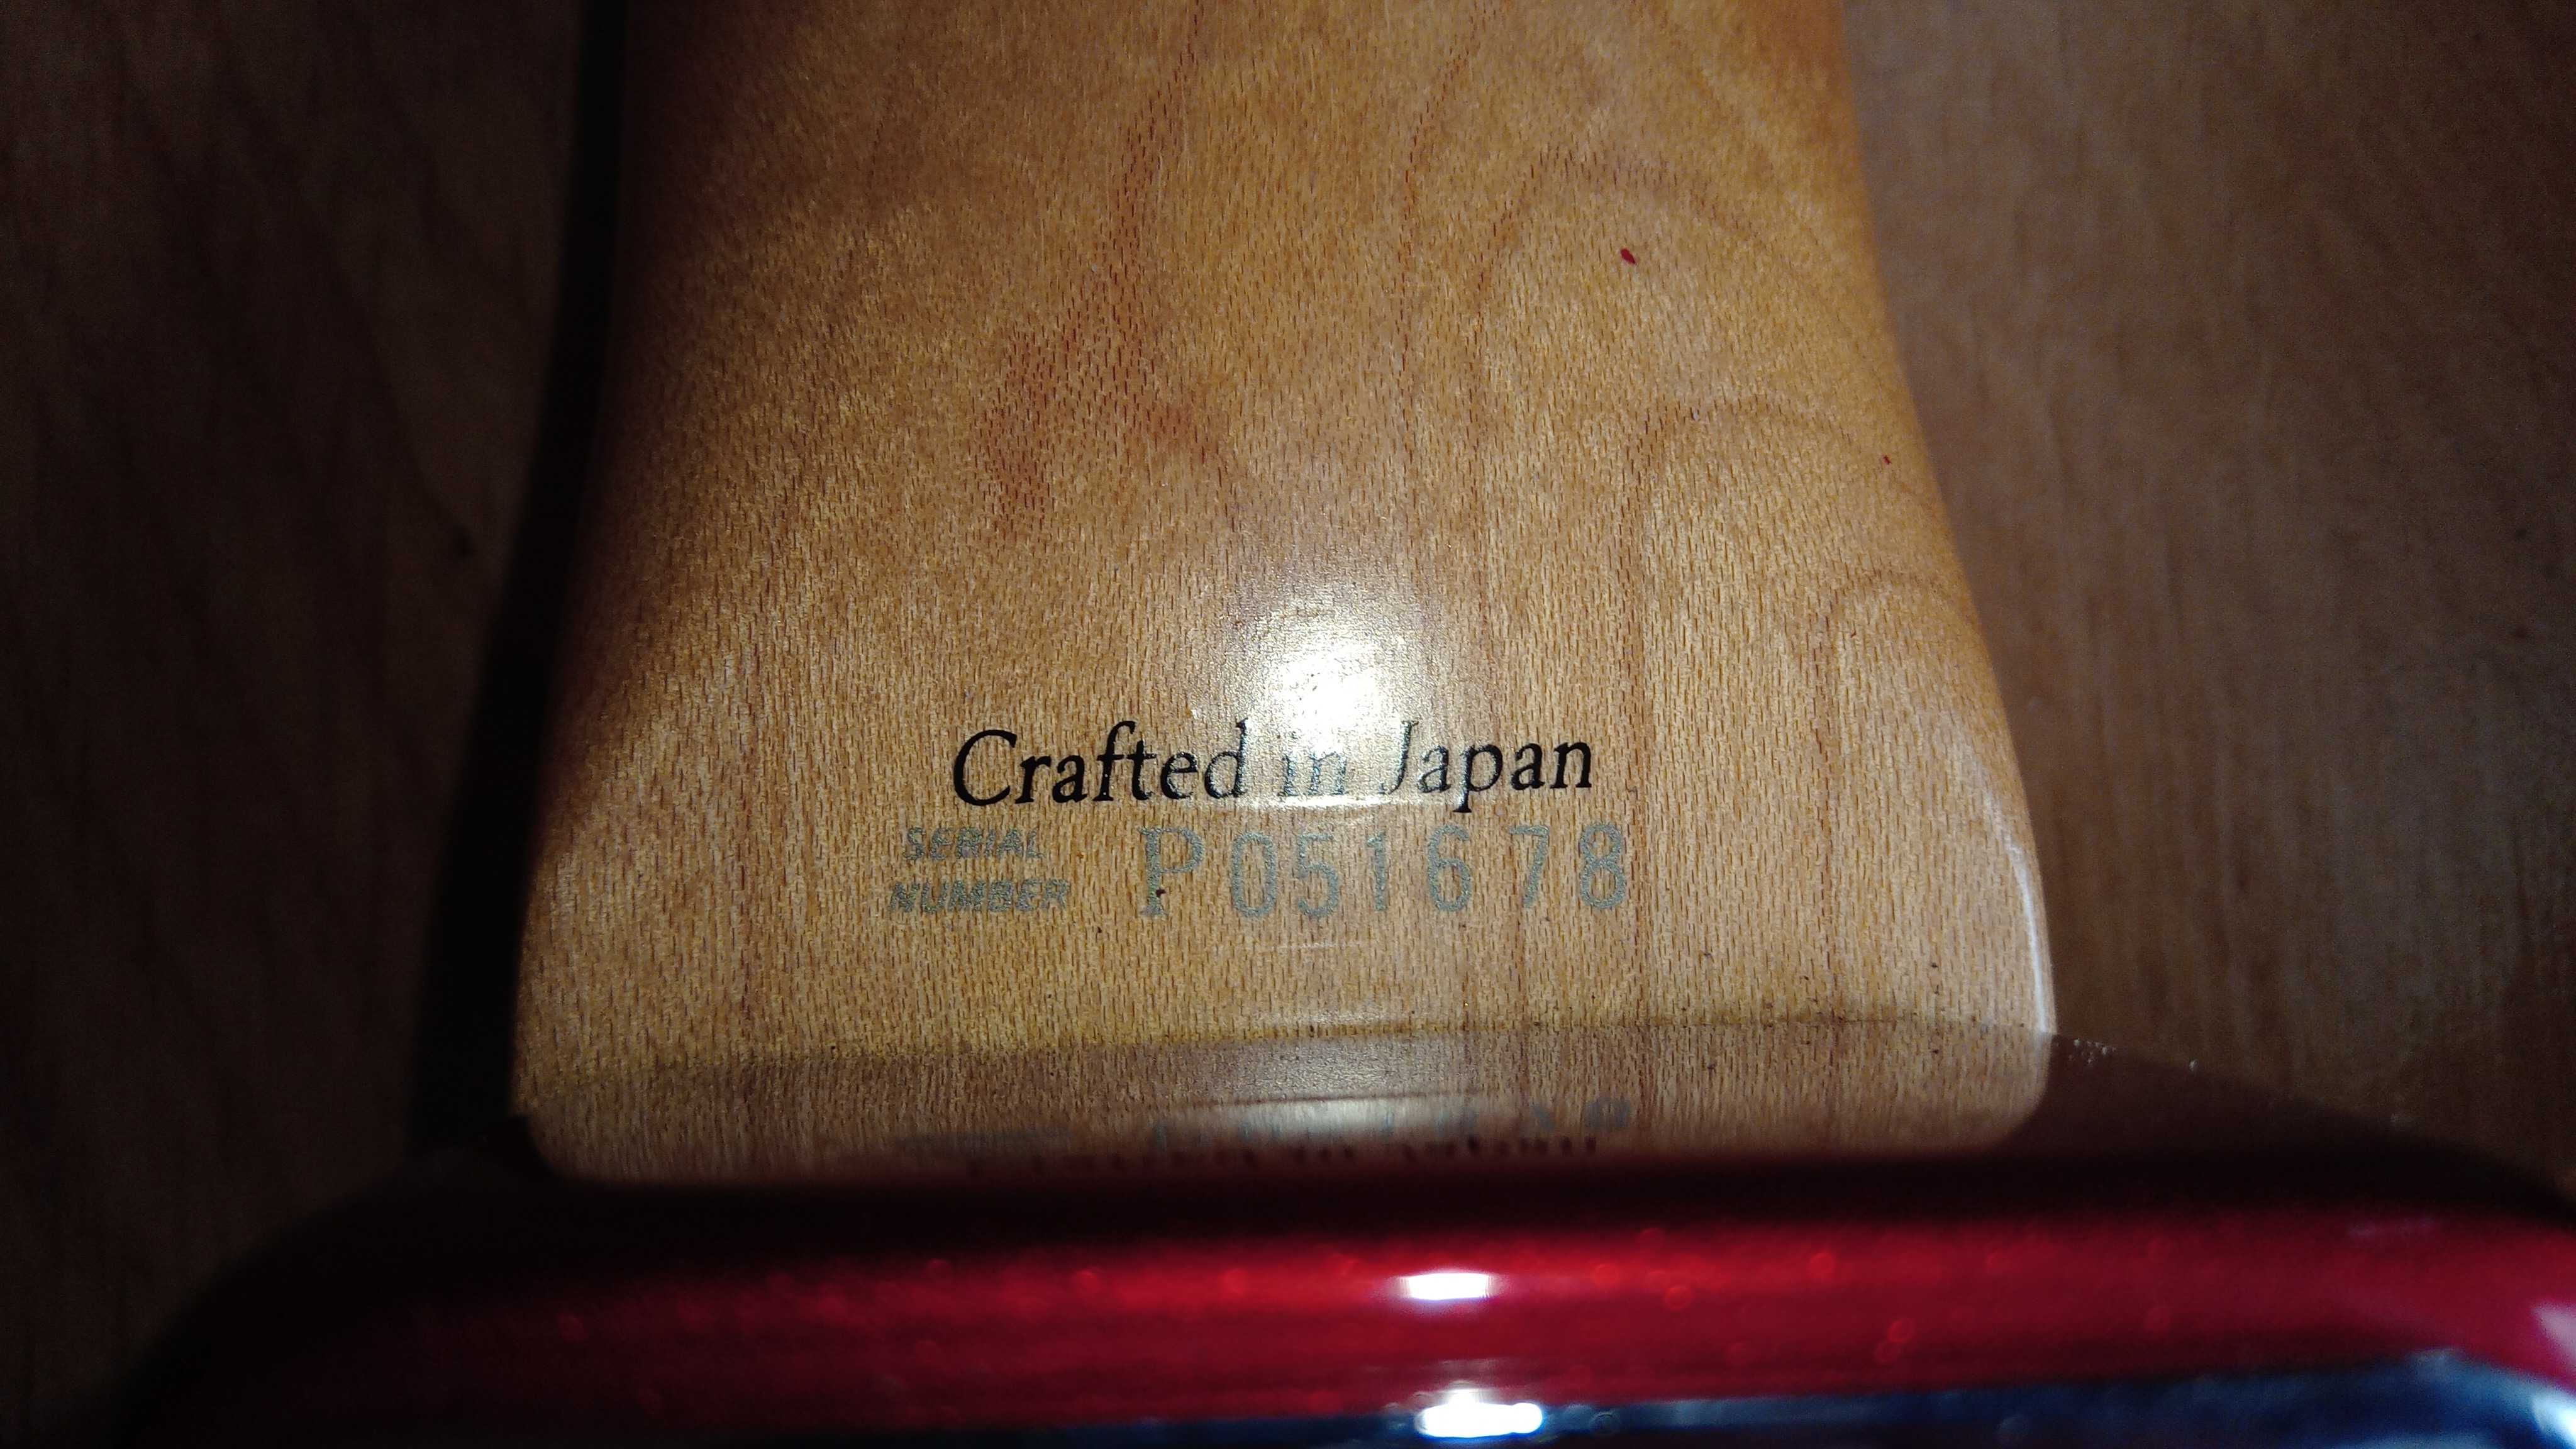 Crafted in Japan
SERIAL
NUMBER P051678